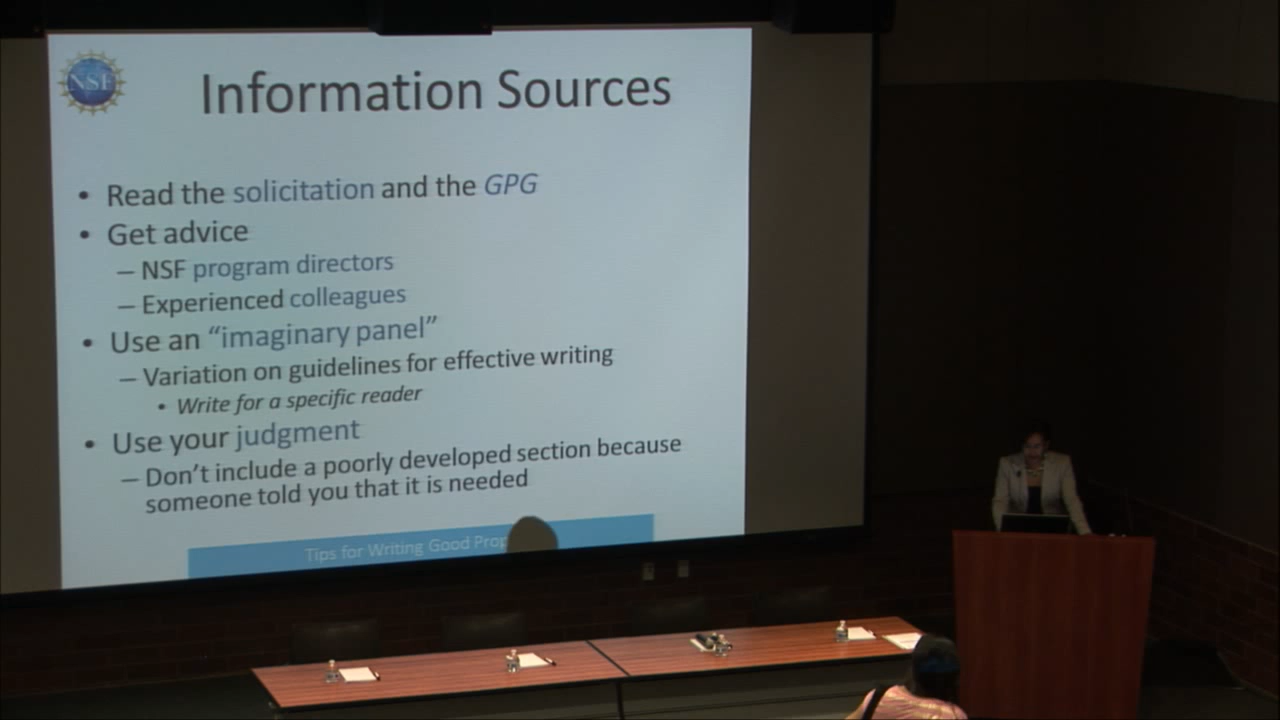 NSF
Information Sources
• Read the solicitation and the GPG
• Get advice
– NSF program directors
– Experienced colleagues
• Use an “imaginary panel”
– Variation on guidelines for effective writing
• Write for a specific reader
• Use your judgment
– Don’t include a poorly developed section because
someone told you that it is needed
Tips for Writing Good